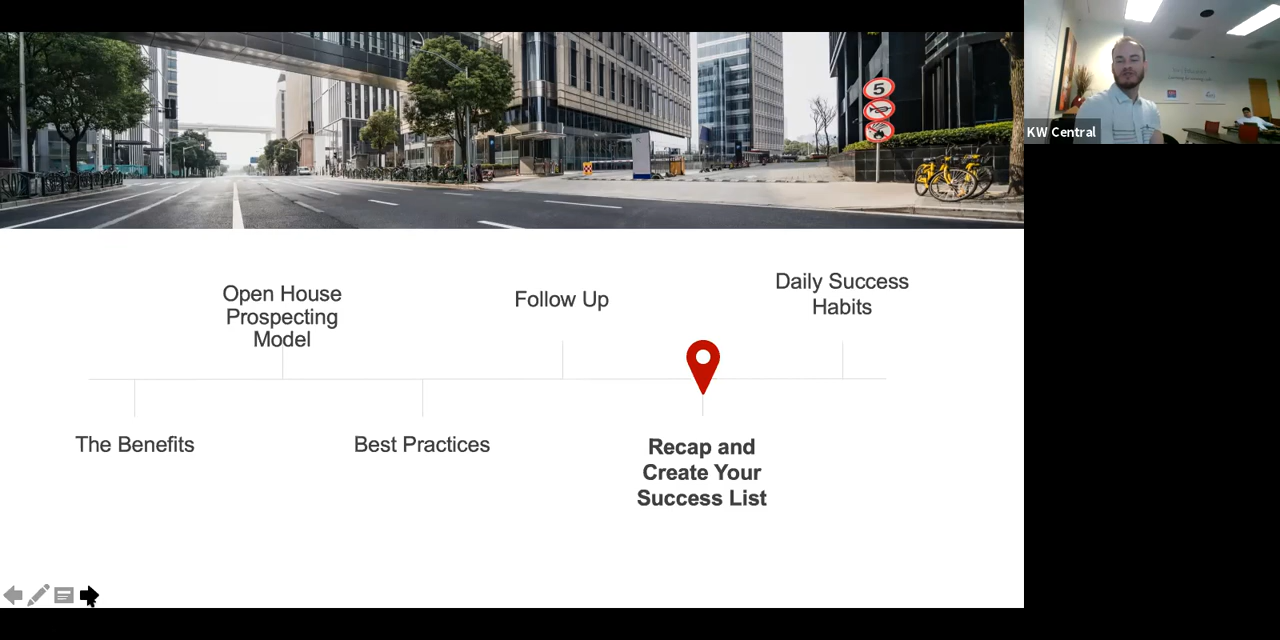 5
KW Central
Open House
Prospecting
Model
Follow Up
Daily Success
Habits
The Benefits
Best Practices
Recap and
Create Your
Success List